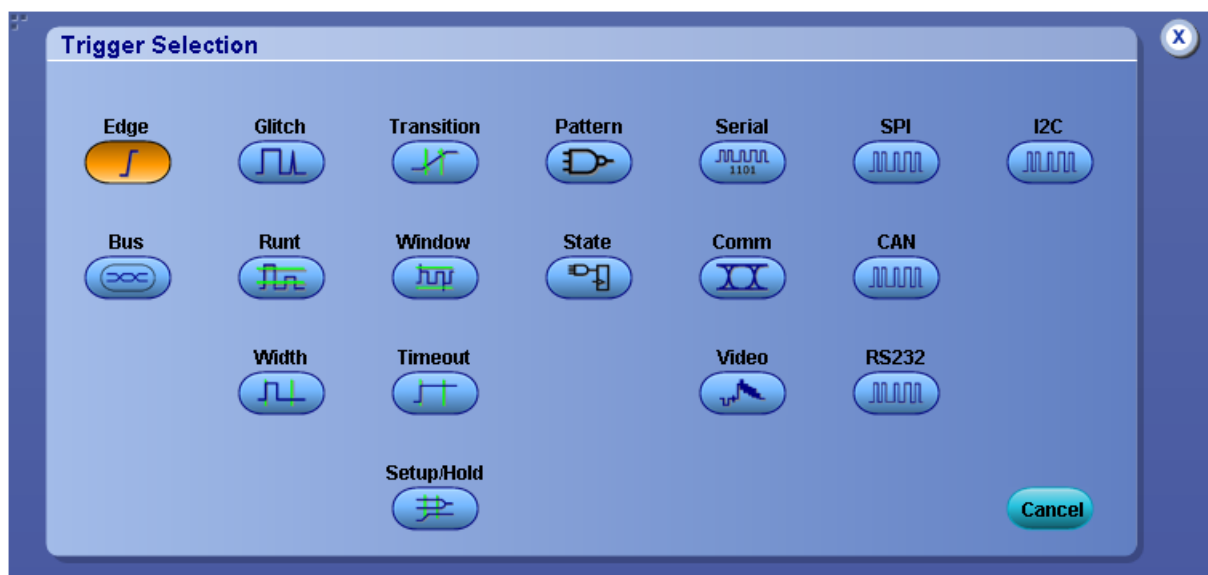 Trigger Selection
X
Edge Glitch Transition Pattern Serial SPI I2C
1101
Bus Runt Window State Comm CAN
Width Timeout Video RS232
Setup/Hold
Cancel